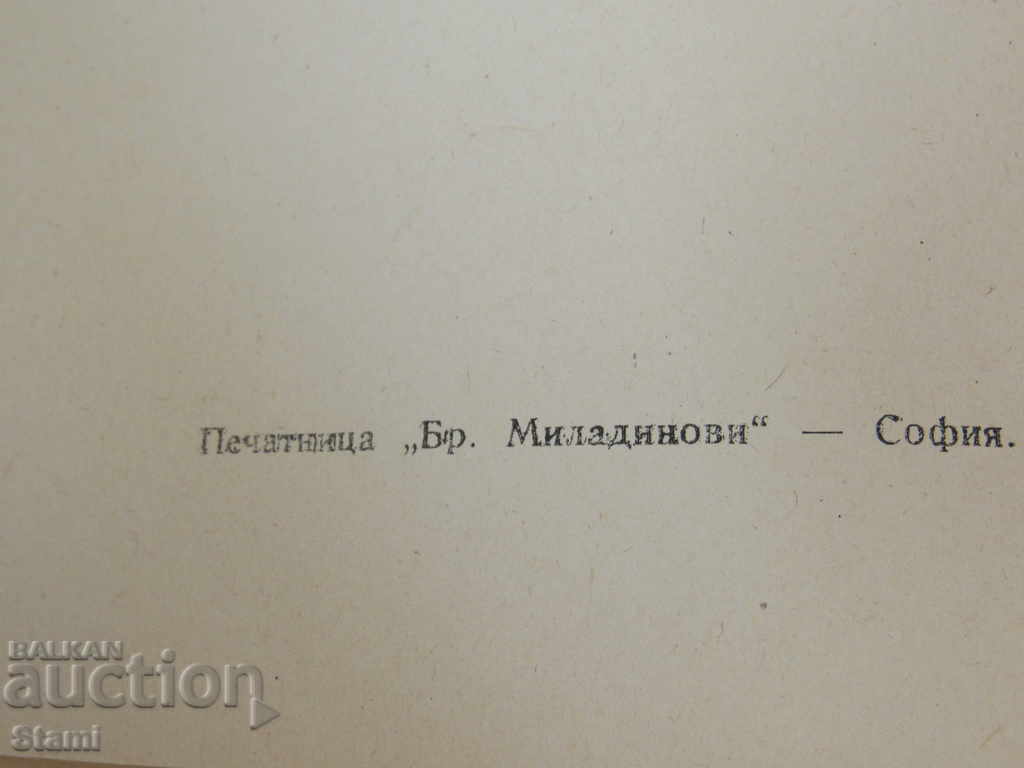 Печатница „Бр. Миладинови“ — София.
BALKAN
auction
Stami